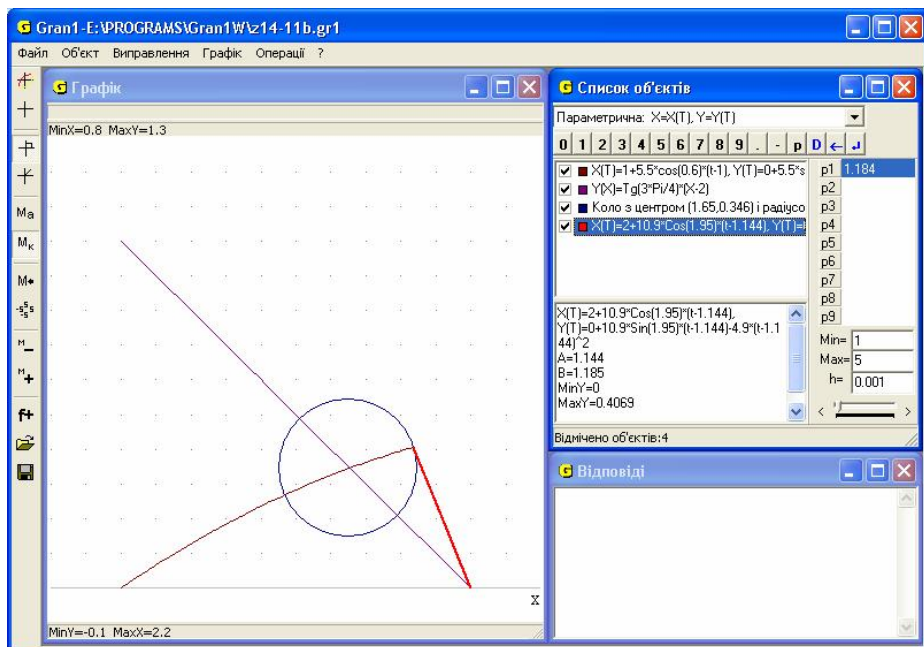 Gran1-E:\PROGRAMS\Gran1W\z14-11b.gr1
Файл Об'єкт Виправлення Графік Операції ?
Ма
Мк
М
5
-5 5 s
5
М
М
+
f+
Графік
MinX=0.8 MaxY=1.3
X
MinY=-0.1 MaxX=2.2
Список об'єктів
Параметрична: X=X(T), Y=Y(T)
0 1 2 3 4 5 6 7 8 9 . - p D
X(T)=1+5.5*cos(0.6)*(t-1), Y(T)=0+5.5*s
Y(X)=Tg(3*Pi/4)*(X-2)
Коло з центром (1.65,0.346) і радіусо
X(T)=2+10.9*Cos(1.95)*(t-1.144), Y(T)=
p1 1.184
p2
p3
p4
p5
p6
p7
p8
p9
X(T)=2+10.9*Cos(1.95)*(t-1.144),
Y(T)=0+10.9*Sin(1.95)*(t-1.144)-4.9*(t-1.1
44)^2
A=1.144
B=1.185
MinY=0
MaxY=0.4069
Min= 1
Max= 5
h= 0.001
< >
Відмічено об'єктів:4
Відповіді